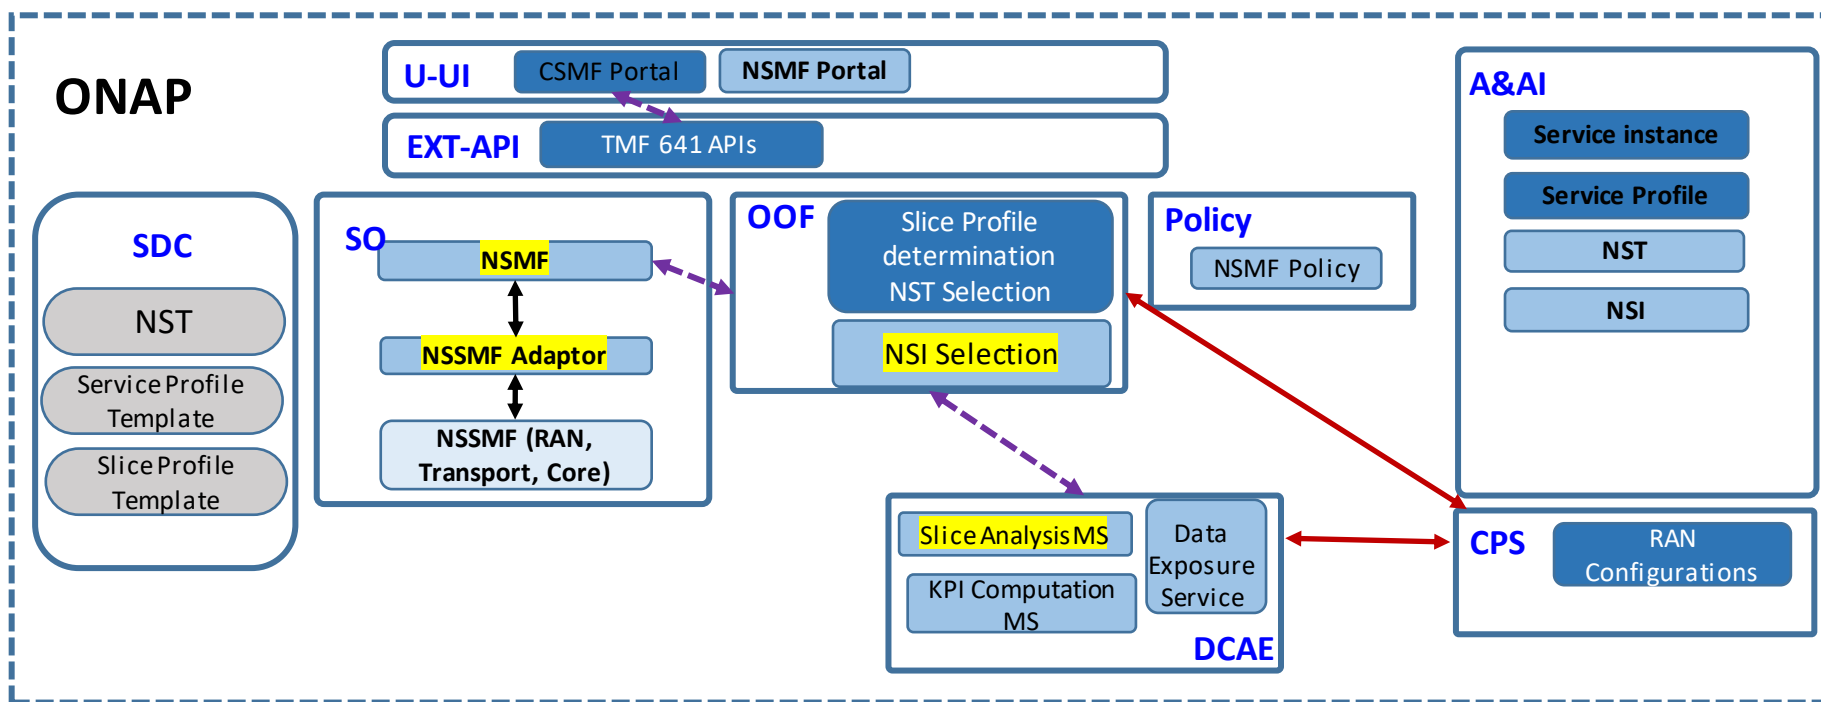 ONAP
U-UI
CSMF Portal
NSMF Portal
EXT-API
TMF 641 APIs
SDC
NST
Service Profile
Template
Slice Profile
Template
SO
NSMF
NSSMF Adaptor
NSSMF (RAN,
Transport, Core)
OOF
Slice Profile
determination
NST Selection
NSI Selection
Policy
NSMF Policy
A&AI
Service instance
Service Profile
NST
NSI
Slice Analysis MS
KPI Computation
MS
Data
Exposure
Service
DCAE
CPS
RAN
Configurations